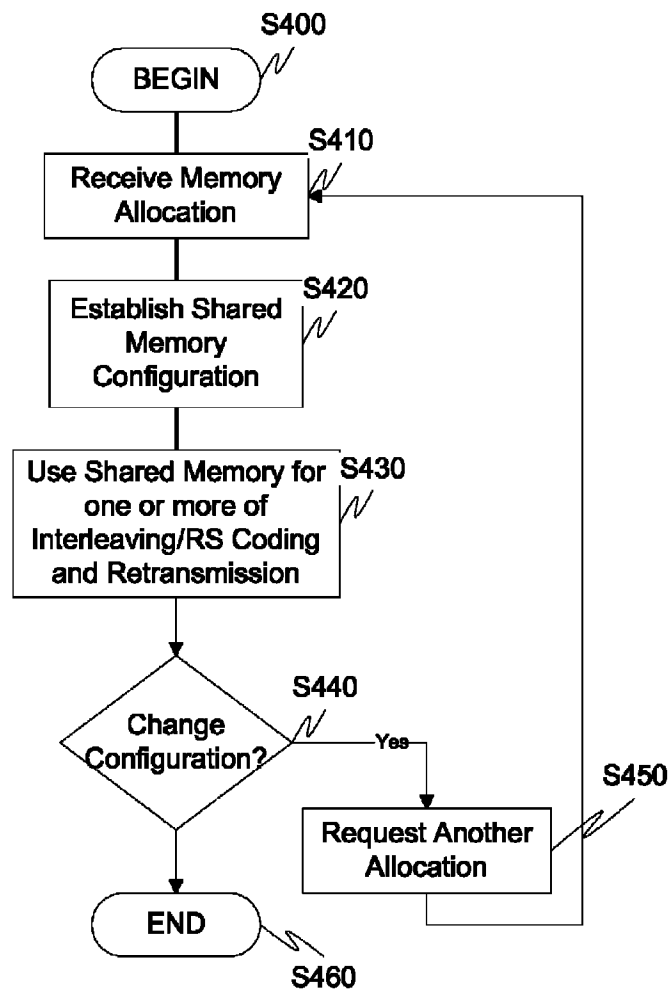 S400
BEGIN
S410
Receive Memory
Allocation
S420
Establish Shared
Memory
Configuration
S430
Use Shared Memory for
one or more of
Interleaving/RS Coding
and Retransmission
S440
Change
Configuration?
Yes
S450
Request Another
Allocation
END
S460